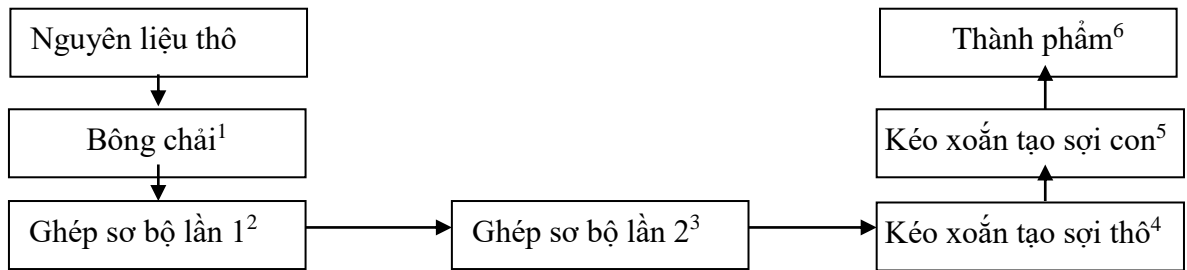 Nguyên liệu thô
Bông chải¹
Ghép sơ bộ lần 1²
Ghép sơ bộ lần 2³
Kéo xoắn tạo sợi thô⁴
Kéo xoắn tạo sợi con⁵
Thành phẩm⁶